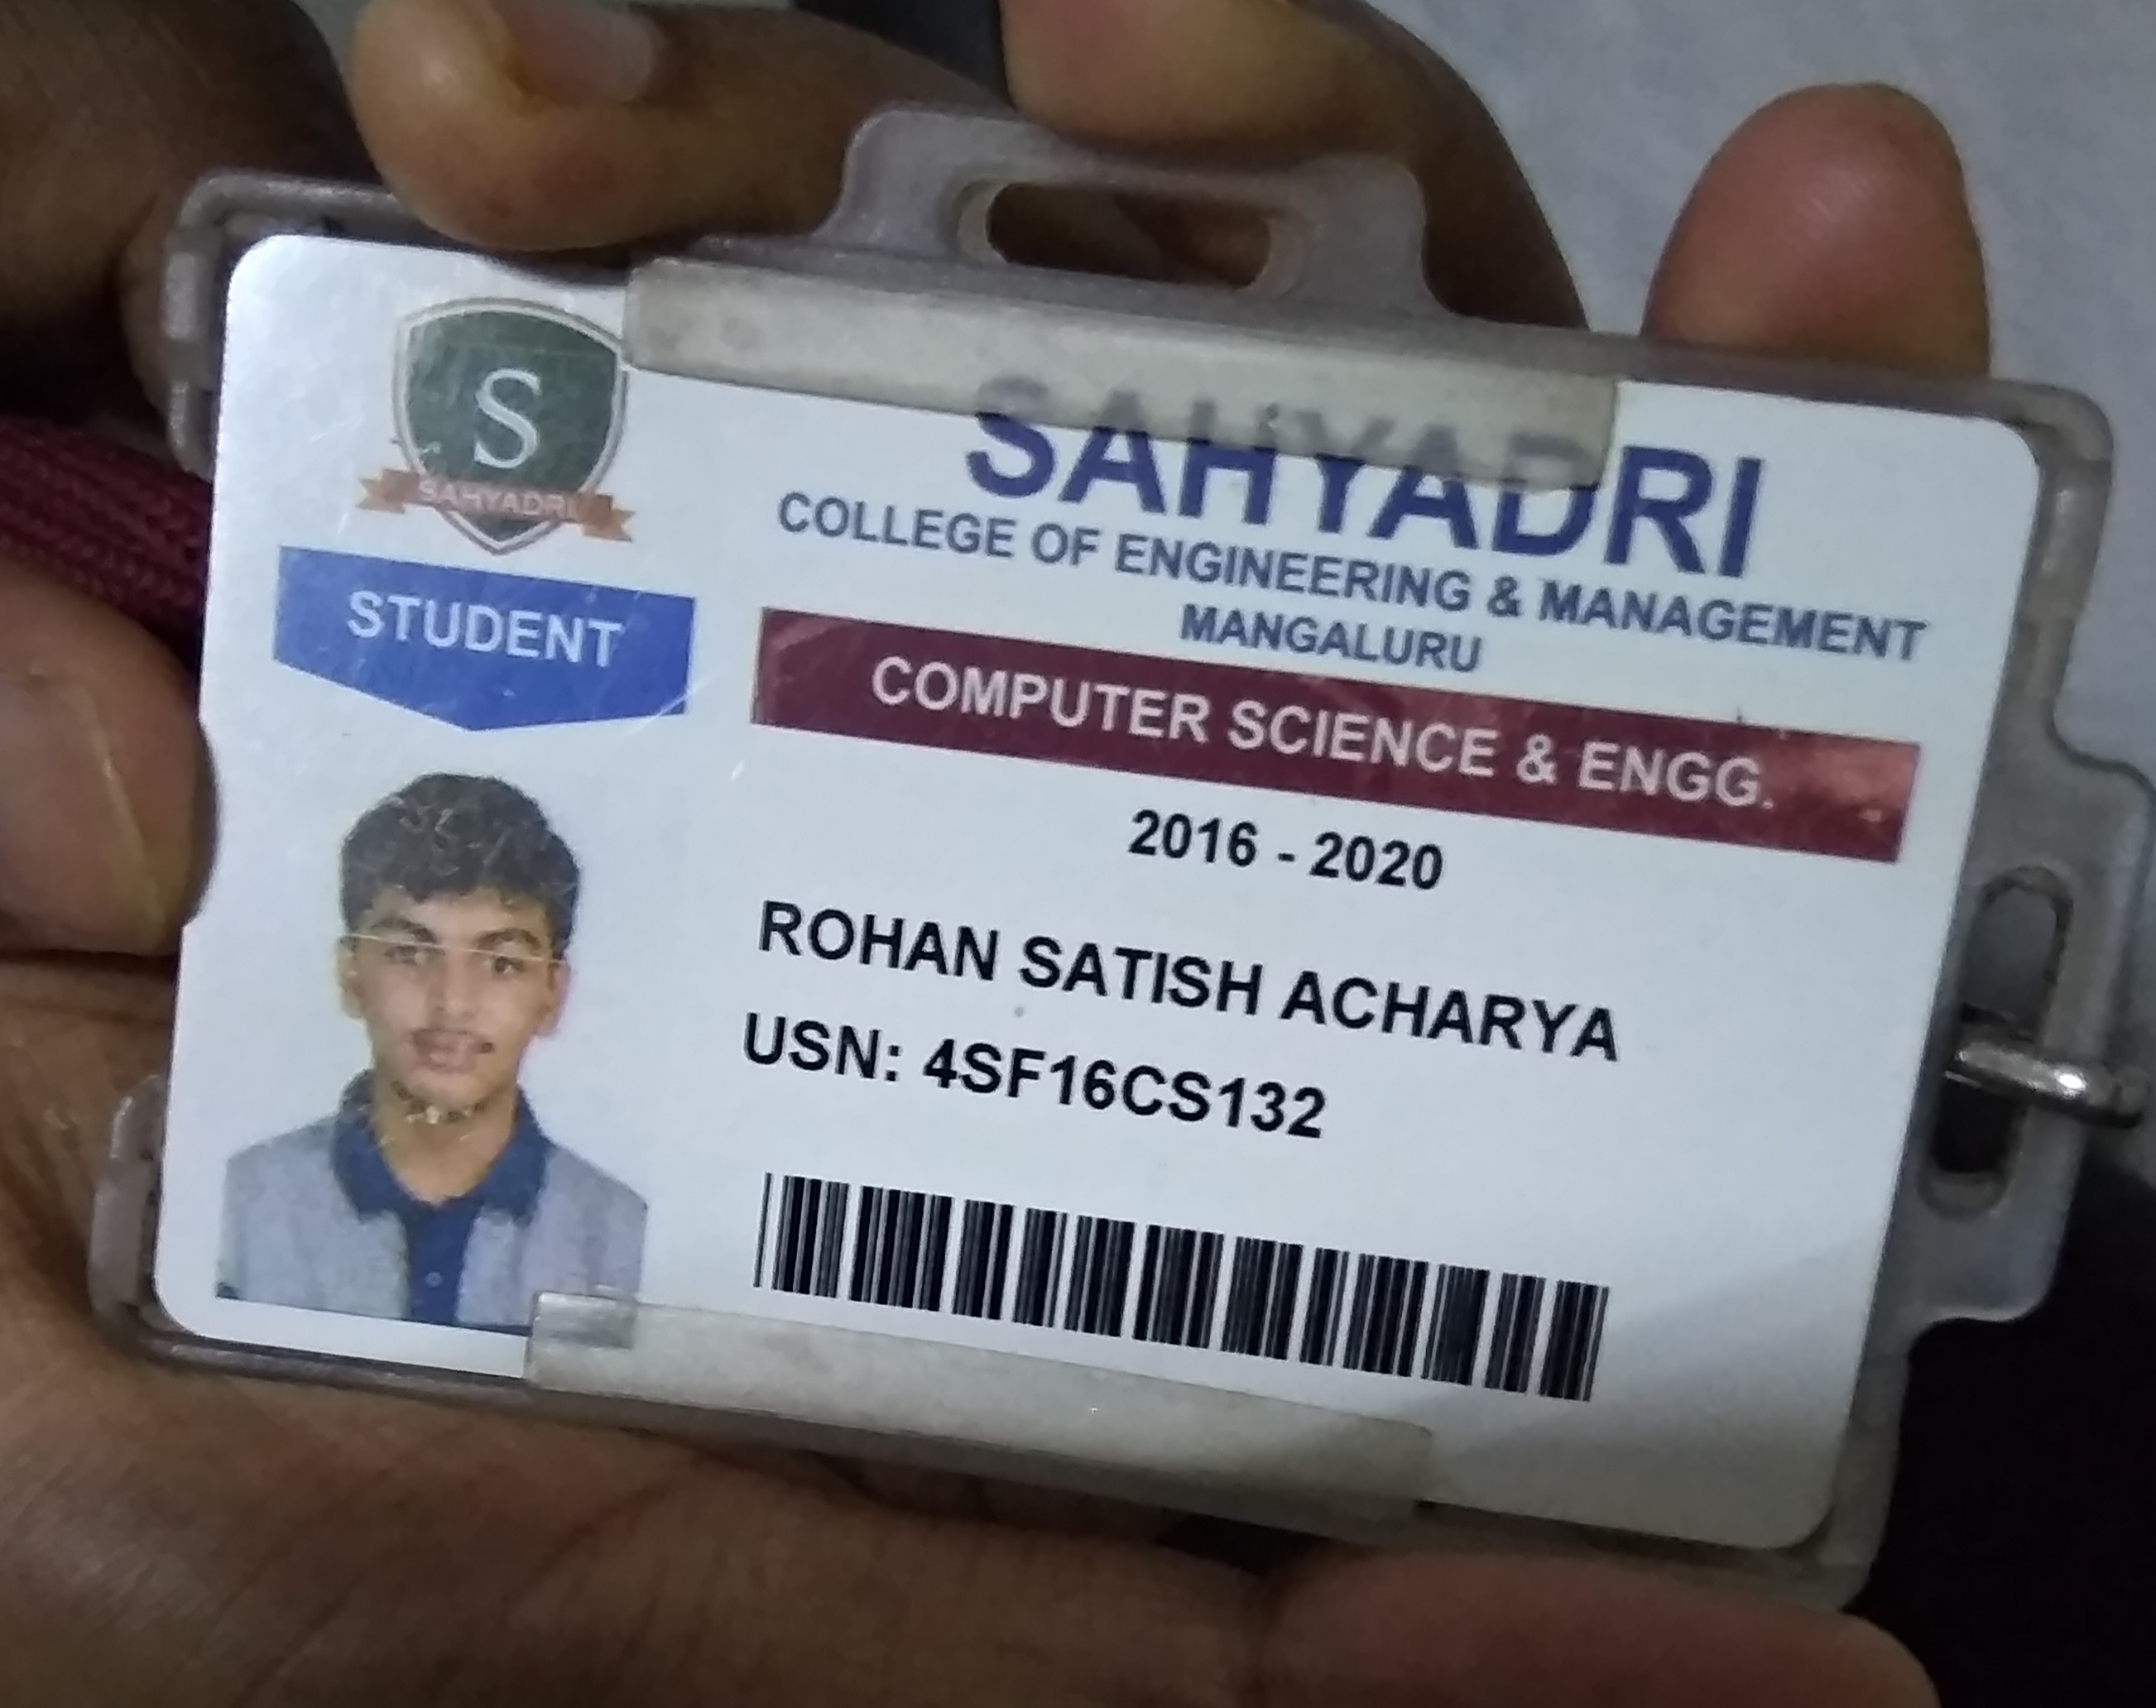 S
SAHYADRI
STUDENT
SAHYADRI
COLLEGE OF ENGINEERING & MANAGEMENT
MANGALURU
COMPUTER SCIENCE & ENGG.
2016 - 2020
ROHAN SATISH ACHARYA
USN: 4SF16CS132